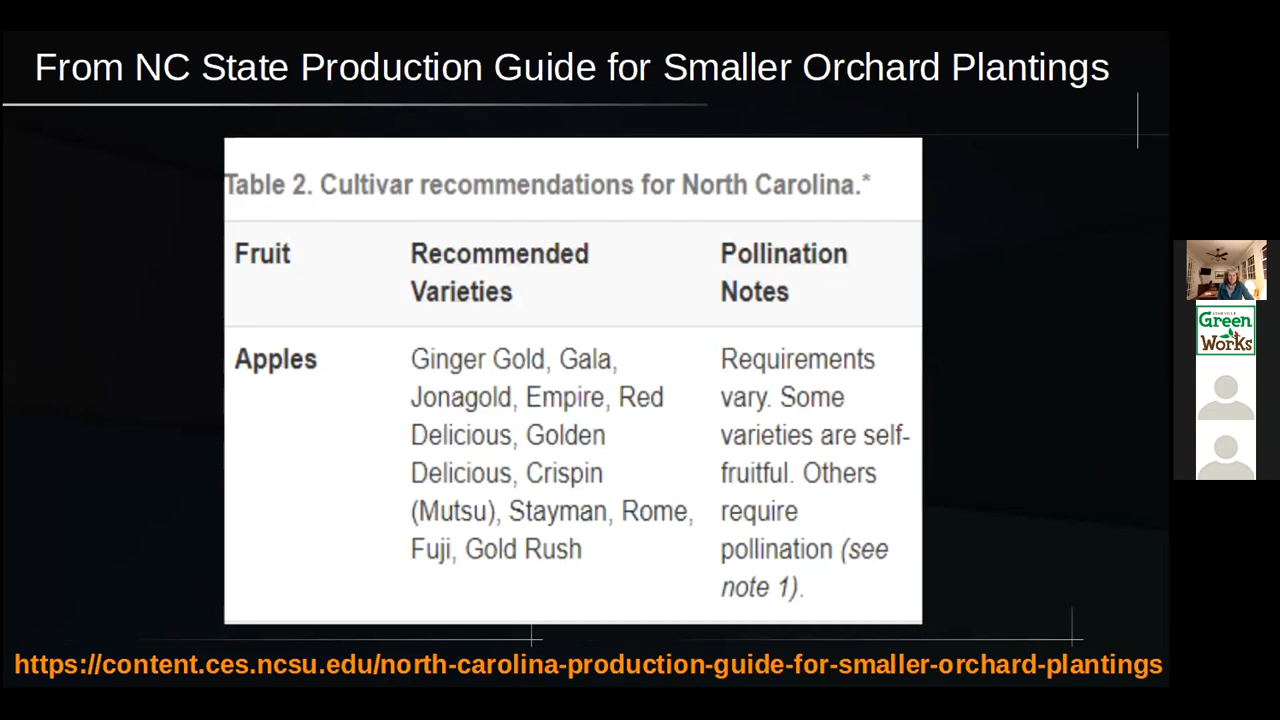 From NC State Production Guide for Smaller Orchard Plantings
Table 2. Cultivar recommendations for North Carolina.*
Fruit
Recommended
Varieties
Pollination
Notes
Apples
Ginger Gold, Gala,
Jonagold, Empire, Red
Delicious, Golden
Delicious, Crispin
(Mutsu), Stayman, Rome,
Fuji, Gold Rush
Requirements
vary. Some
varieties are self-
fruitful. Others
require
pollination (see
note 1).
https://content.ces.ncsu.edu/north-carolina-production-guide-for-smaller-orchard-plantings
ASHEVILLE
Green
Works